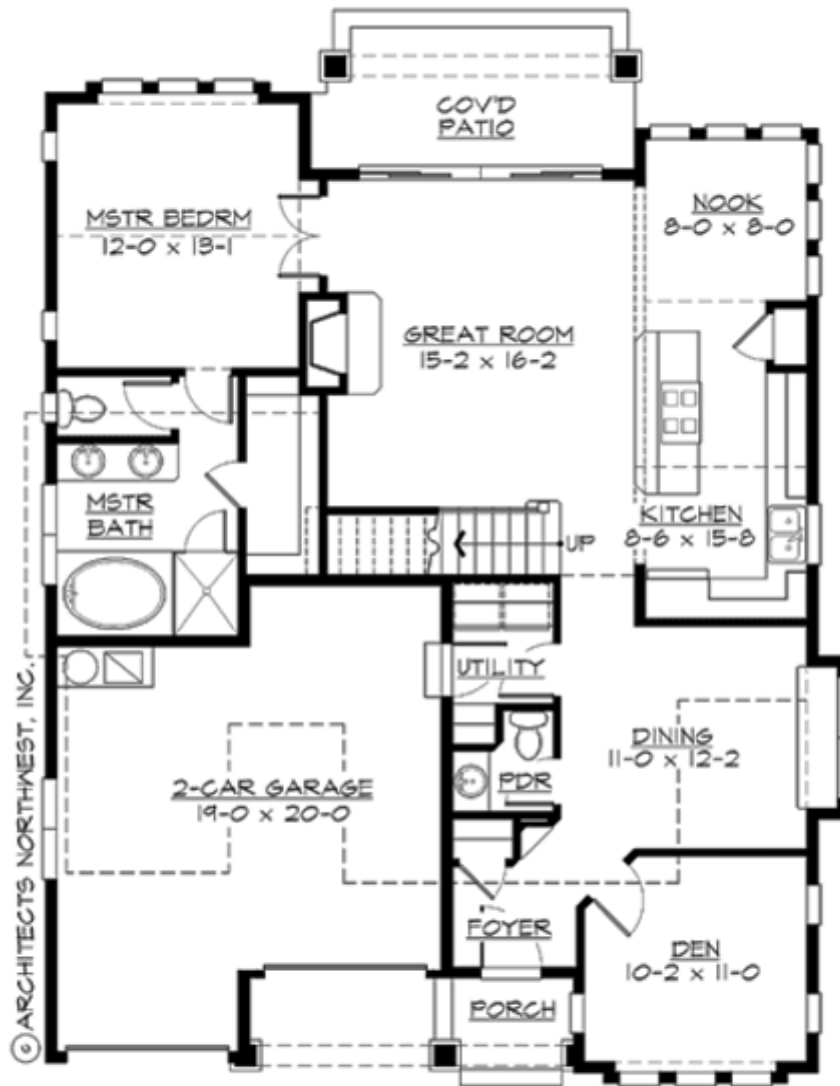 COV'D
PATIO
MSTR BEDRM
12-0 x 13-1
NOOK
8-0 x 8-0
GREAT ROOM
15-2 x 16-2
MSTR
BATH
KITCHEN
8-6 x 15-8
UP
UTILITY
DINING
11-0 x 12-2
PDR
2-CAR GARAGE
19-0 x 20-0
FOYER
DEN
10-2 x 11-0
PORCH
© ARCHITECTS NORTHWEST, INC.